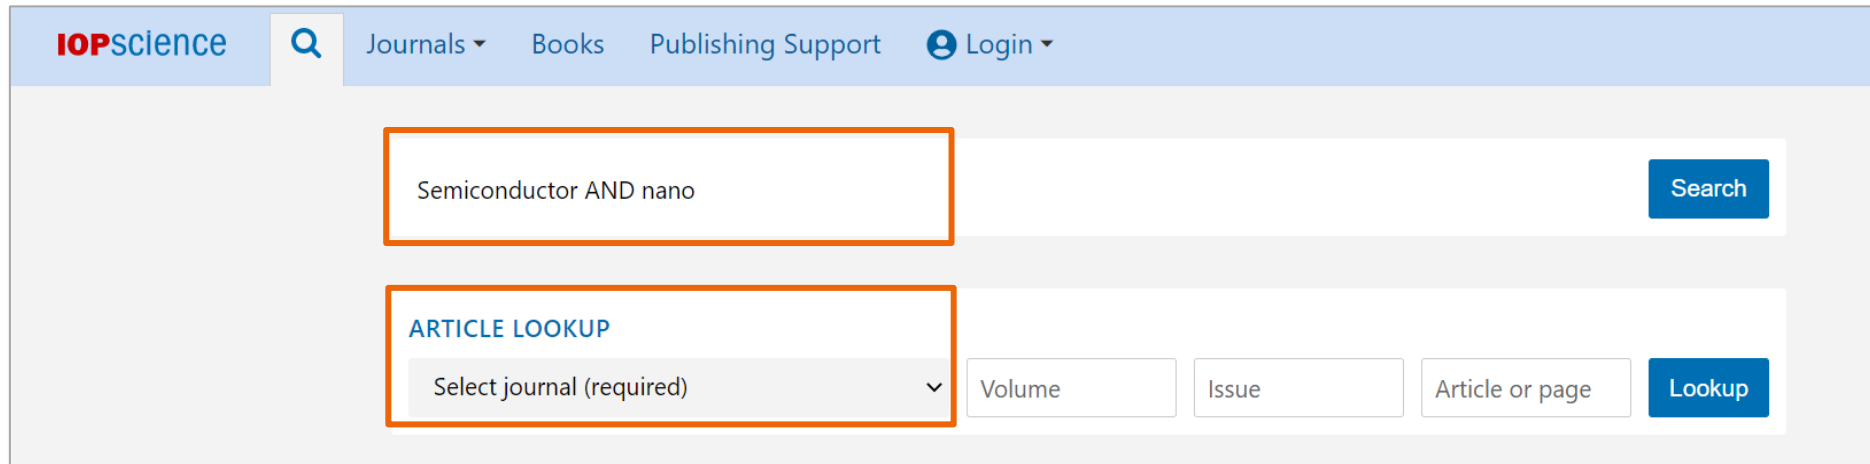 IOPscience Journals Books Publishing Support Login
Semiconductor AND nano Search
ARTICLE LOOKUP
Select journal (required) Volume Issue Article or page Lookup